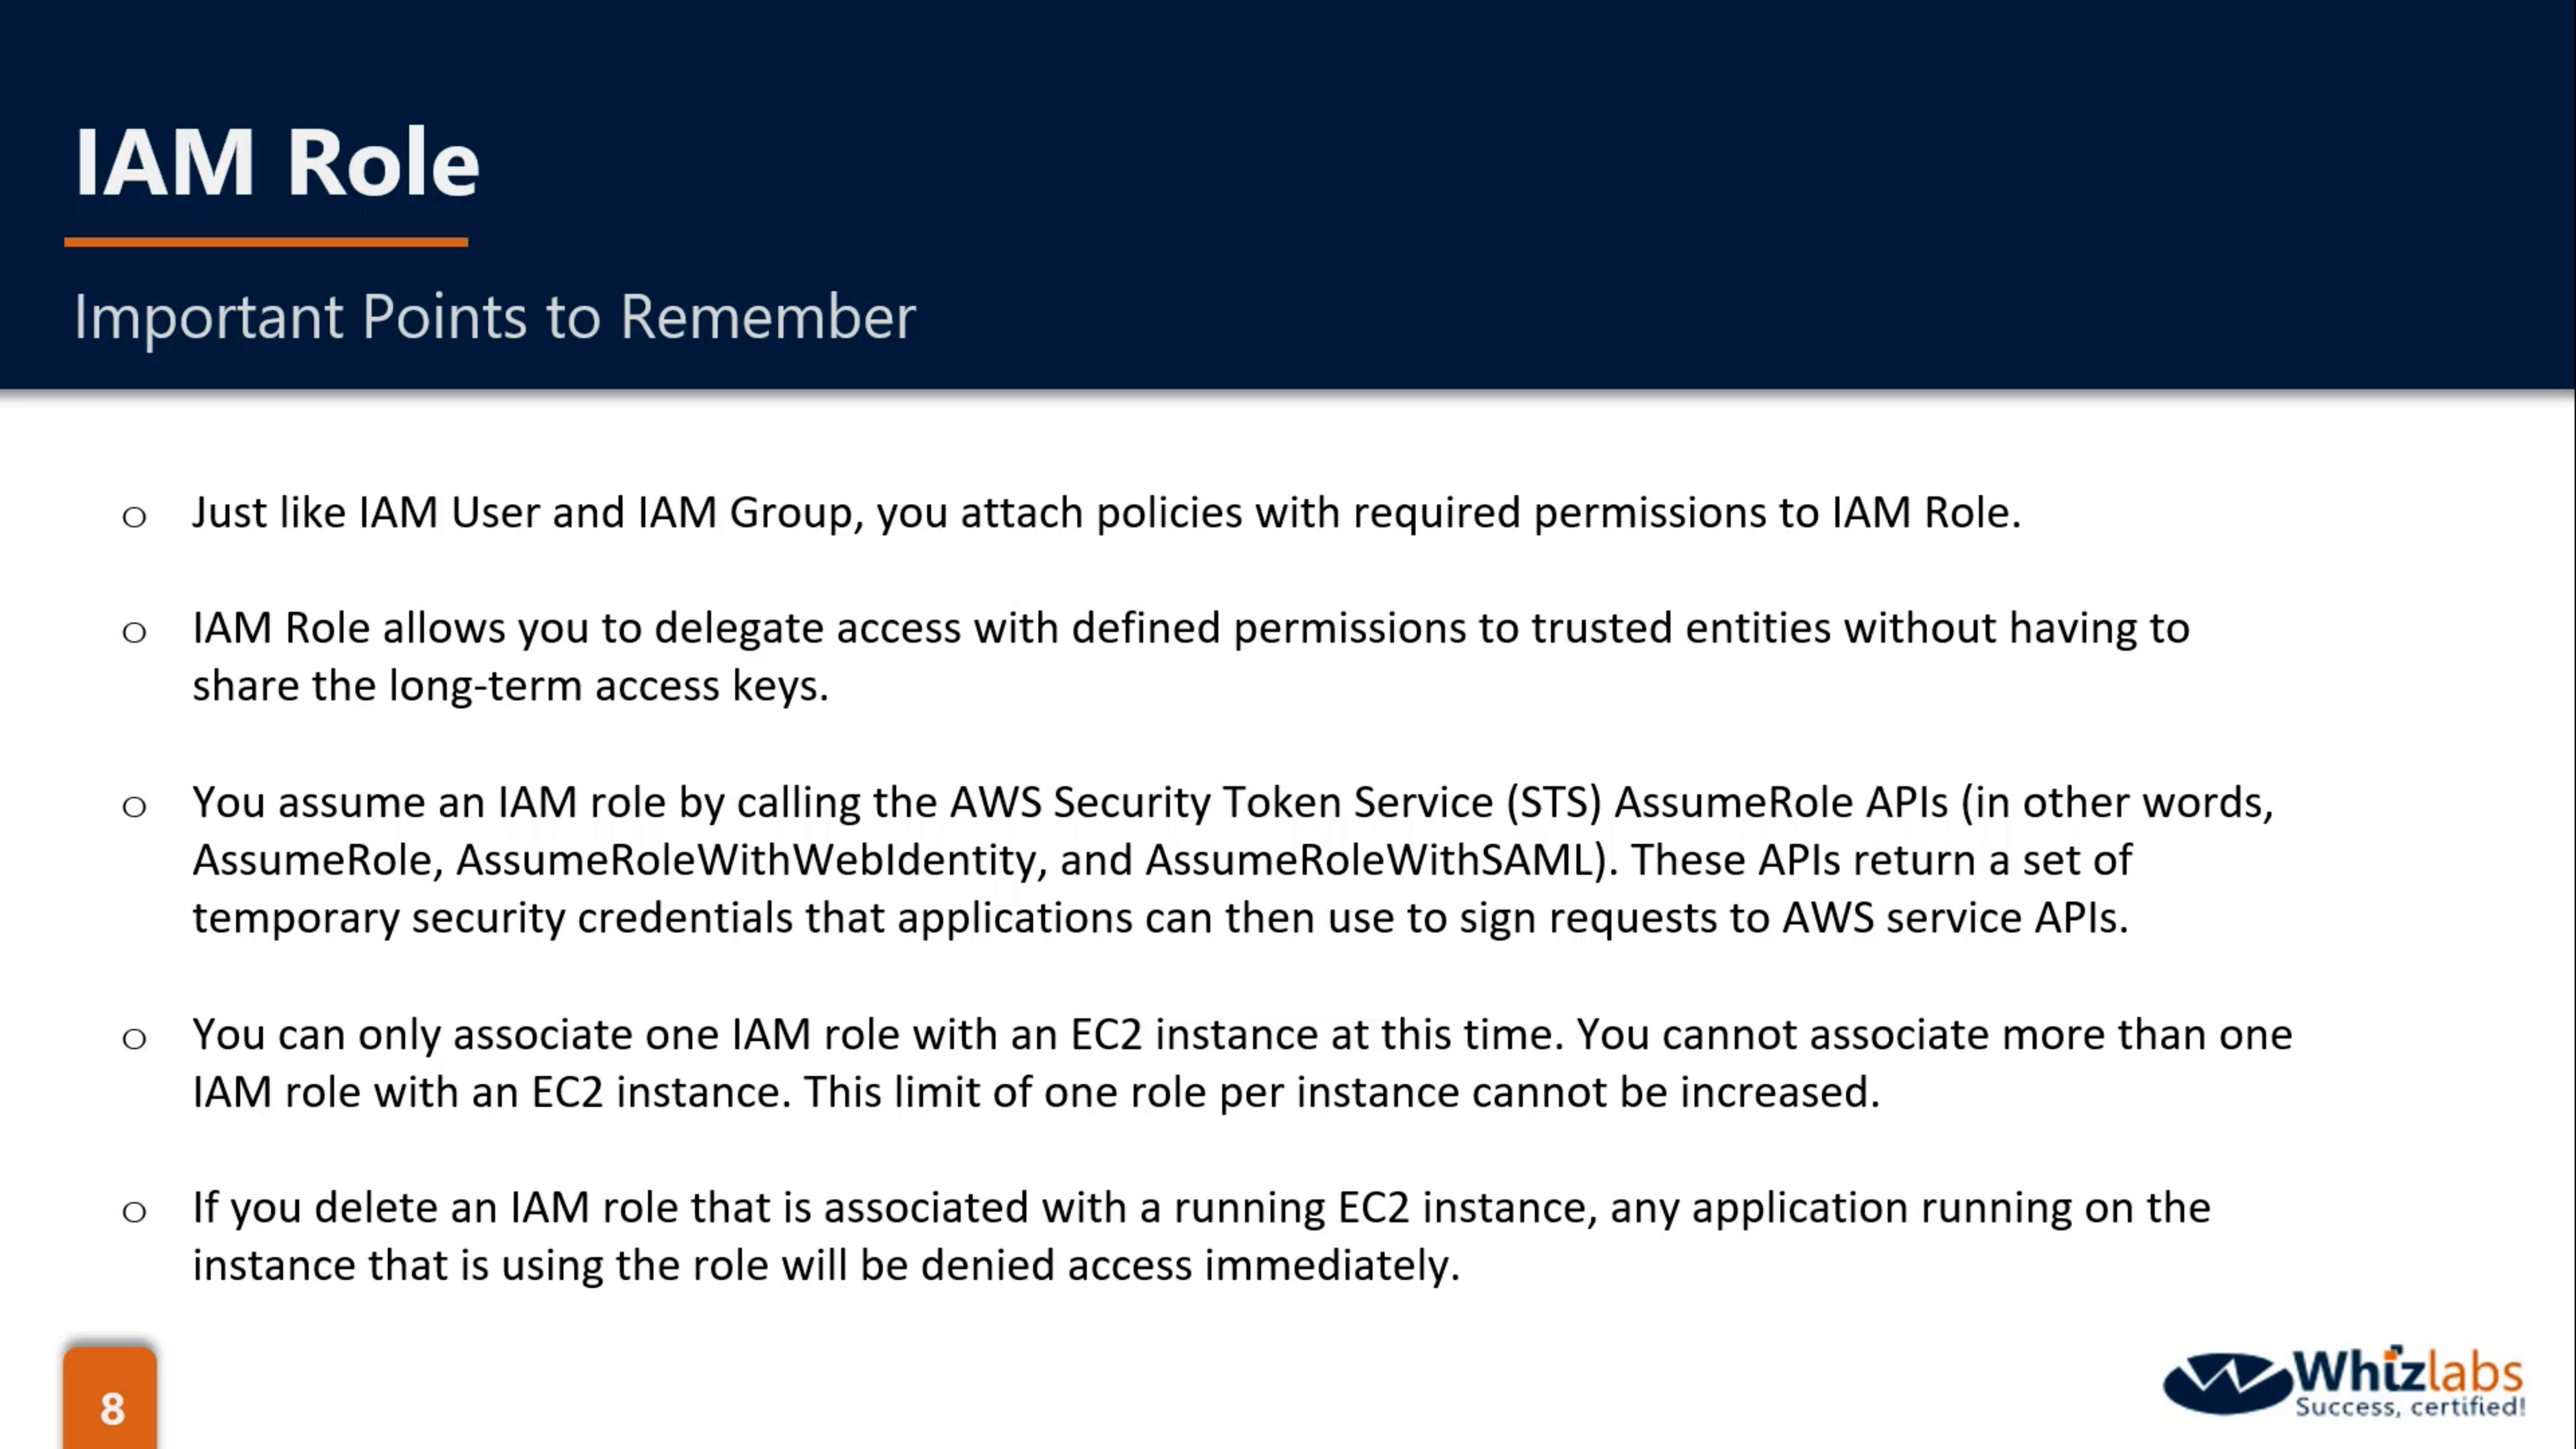 IAM Role
Important Points to Remember
o Just like IAM User and IAM Group, you attach policies with required permissions to IAM Role.
o IAM Role allows you to delegate access with defined permissions to trusted entities without having to
share the long-term access keys.
o You assume an IAM role by calling the AWS Security Token Service (STS) AssumeRole APIs (in other words,
AssumeRole, AssumeRoleWithWebIdentity, and AssumeRoleWithSAML). These APIs return a set of
temporary security credentials that applications can then use to sign requests to AWS service APIs.
o You can only associate one IAM role with an EC2 instance at this time. You cannot associate more than one
IAM role with an EC2 instance. This limit of one role per instance cannot be increased.
o If you delete an IAM role that is associated with a running EC2 instance, any application running on the
instance that is using the role will be denied access immediately.
8
Whizlabs
Success, certified!